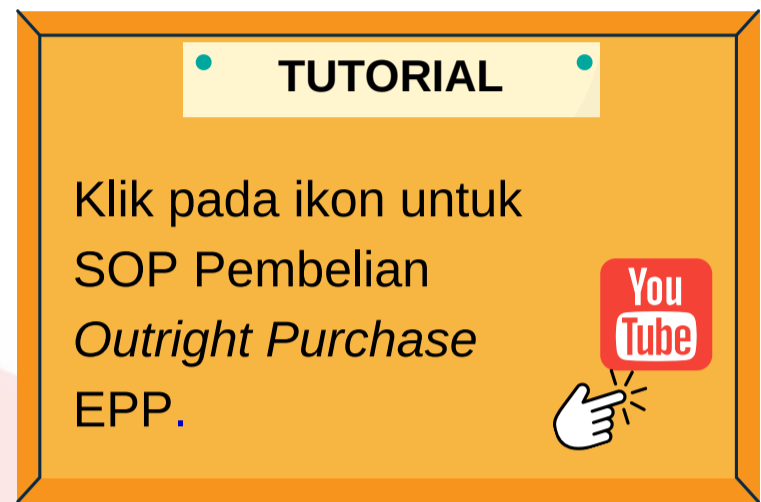 TUTORIAL
Klik pada ikon untuk
SOP Pembelian
Outright Purchase
EPP.
You
Tube